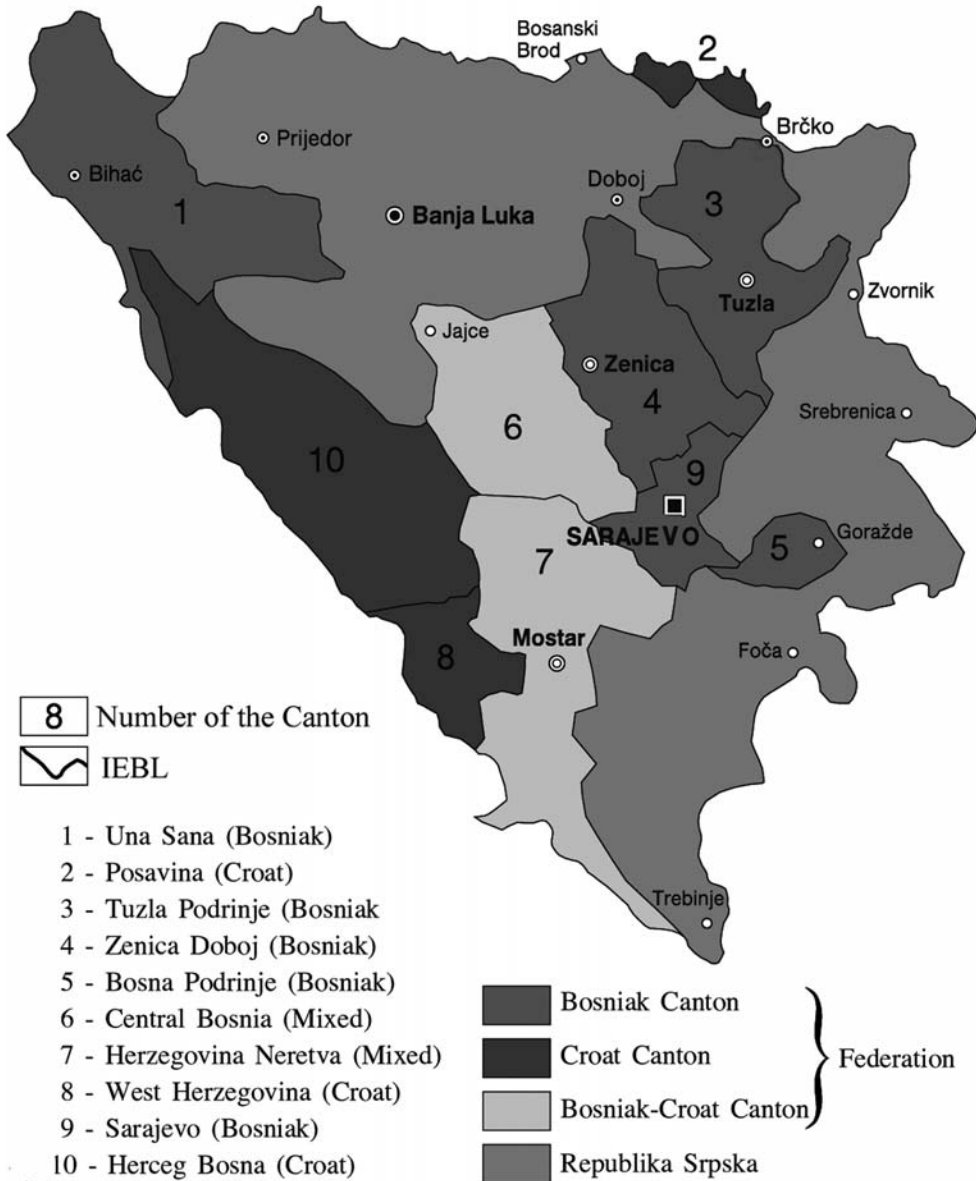 Bosanski
Brod
2
Brčko
Prijedor
Bihać
Doboj
1
3
Banja Luka
Tuzla
Zvornik
Jajce
Zenica
4
Srebrenica
6
10
9
SARAJEVO
5
Goražde
7
Mostar
8
Foča
Trebinje
8 Number of the Canton
IEBL
1 - Una Sana (Bosniak)
2 - Posavina (Croat)
3 - Tuzla Podrinje (Bosniak
4 - Zenica Doboj (Bosniak)
5 - Bosna Podrinje (Bosniak)
6 - Central Bosnia (Mixed)
7 - Herzegovina Neretva (Mixed)
8 - West Herzegovina (Croat)
9 - Sarajevo (Bosniak)
10 - Herceg Bosna (Croat)
Bosniak Canton
Croat Canton
Bosniak-Croat Canton
Federation
Republika Srpska